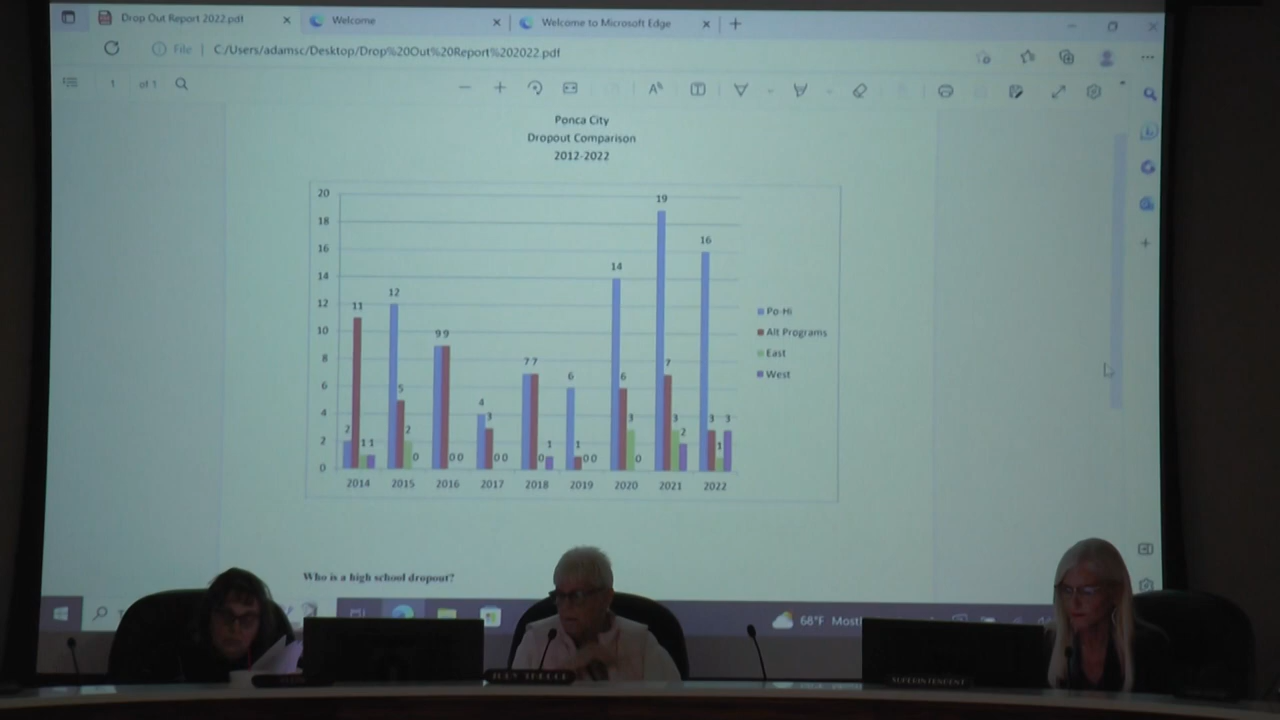 Drop Out Report 2022.pdf
Welcome
Welcome to Microsoft Edge
File
C:/Users/adamsc/Desktop/Drop%20Out%20Report%202022.pdf
1 of 1
Ponca City
Dropout Comparison
2012-2022
20
18
16
14
12
10
8
6
4
2
0
2 11 1 1
12 5 2 0
9 9 0 0
4 3 0 0
7 7 0 1
6 1 0 0
14 6 3 0
19 7 3 2
16 3 1 3
2014 2015 2016 2017 2018 2019 2020 2021 2022
Po-Hi
Alt Programs
East
West
Who is a high school dropout?
68°F
SUPERINTENDENT